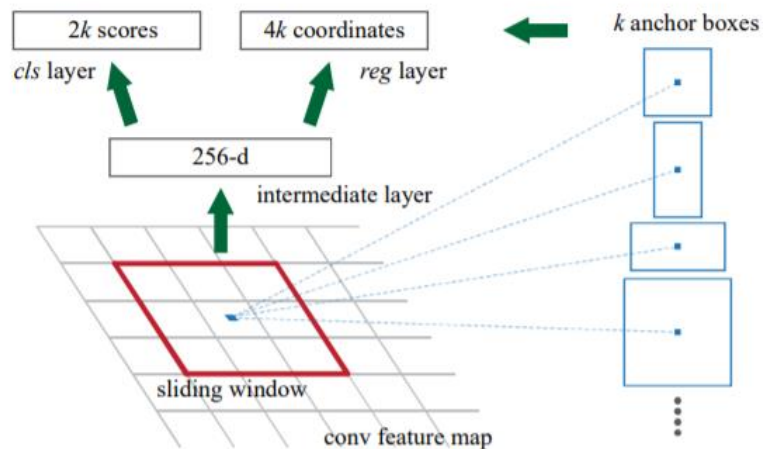 2k scores
4k coordinates
k anchor boxes
cls layer
reg layer
256-d
intermediate layer
sliding window
conv feature map